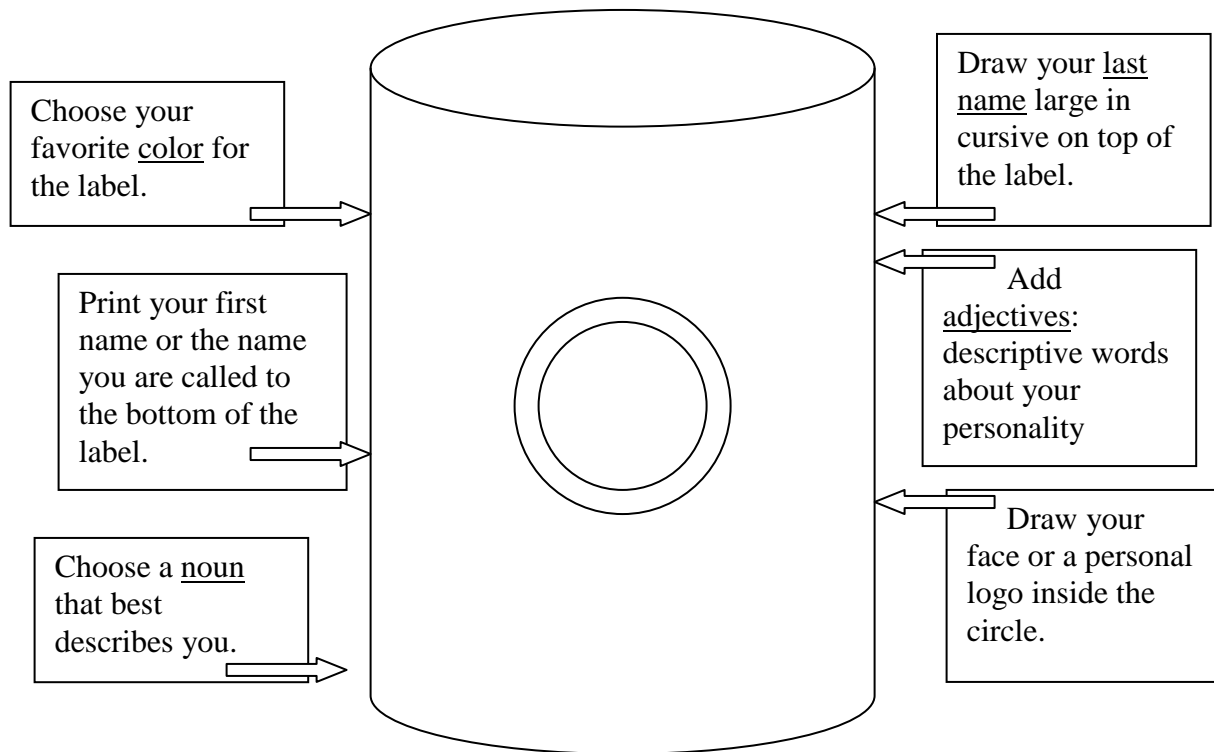 Choose your
favorite color for
the label.
Print your first
name or the name
you are called to
the bottom of the
label.
Choose a noun
that best
describes you.
Draw your last
name large in
cursive on top of
the label.
Add
adjectives:
descriptive words
about your
personality
Draw your
face or a personal
logo inside the
circle.